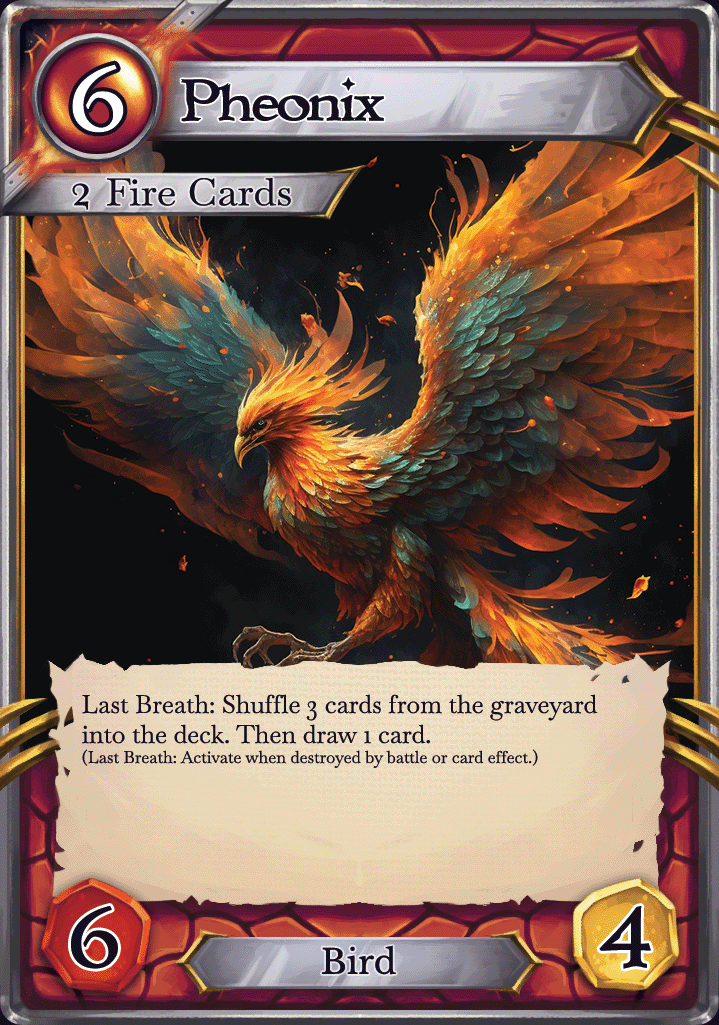 6
Pheonix
2 Fire Cards
Last Breath: Shuffle 3 cards from the graveyard
into the deck. Then draw 1 card.
(Last Breath: Activate when destroyed by battle or card effect.)
6
Bird
4